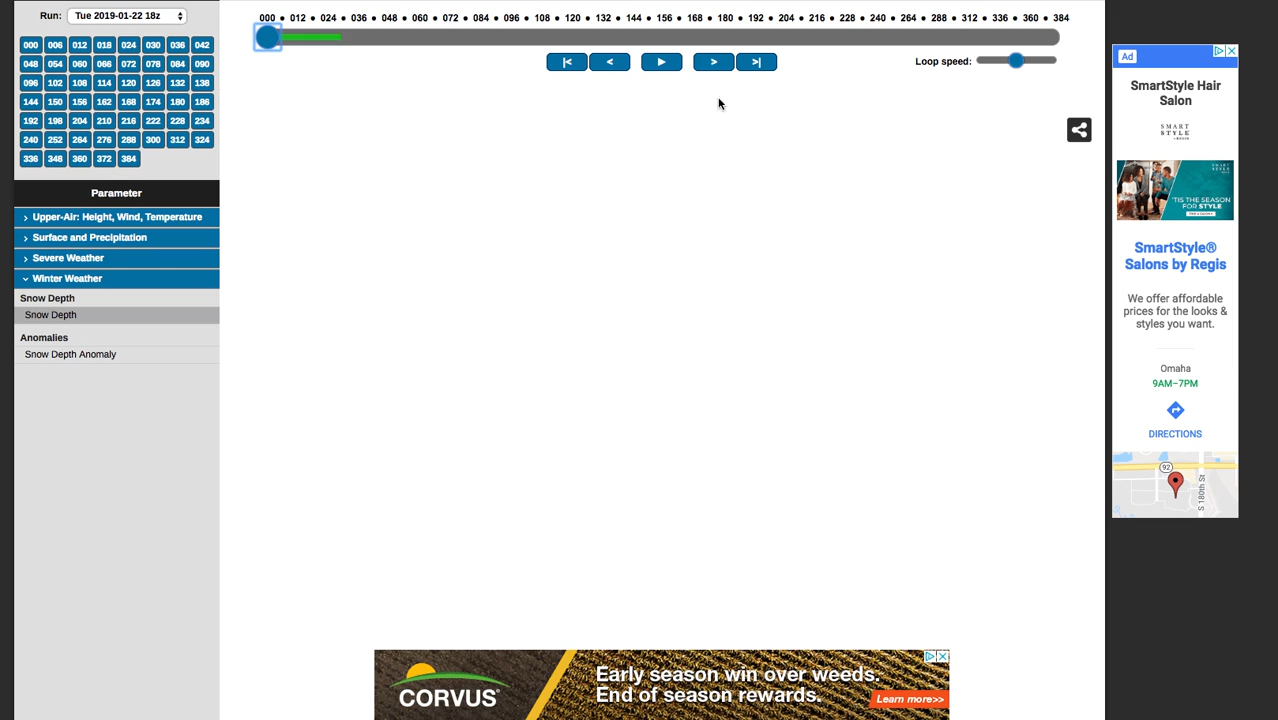 Run: Tue 2019-01-22 18z
000 006 012 018 024 030 036 042
048 054 060 066 072 078 084 090
096 102 108 114 120 126 132 138
144 150 156 162 168 174 180 186
192 198 204 210 216 222 228 234
240 252 264 276 288 300 312 324
336 348 360 372 384
Parameter
Upper-Air: Height, Wind, Temperature
Surface and Precipitation
Severe Weather
Winter Weather
Snow Depth
Snow Depth
Anomalies
Snow Depth Anomaly
000 • 012 • 024 • 036 • 048 • 060 • 072 • 084 • 096 • 108 • 120 • 132 • 144 • 156 • 168 • 180 • 192 • 204 • 216 • 228 • 240 • 264 • 288 • 312 • 336 • 360 • 384
|< < > >|
Loop speed:
Ad
SmartStyle Hair
Salon
SMART
STYLE
'TIS THE SEASON
FOR STYLE
SmartStyle®
Salons by Regis
We offer affordable
prices for the looks &
styles you want.
Omaha
9AM–7PM
DIRECTIONS
92
S 180th St
CORVUS®
Early season win over weeds.
End of season rewards.
Learn more>>